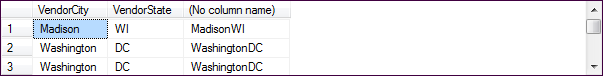 VendorCity VendorState (No column name)
1 Madison WI MadisonWI
2 Washington DC WashingtonDC
3 Washington DC WashingtonDC